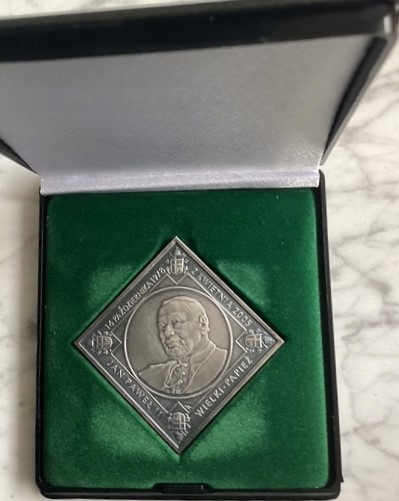 16 PAŹDZIERNIKA 1978
2 KWIETNIA 2005
JAN PAWEŁ II
WIELKI PAPIEŻ